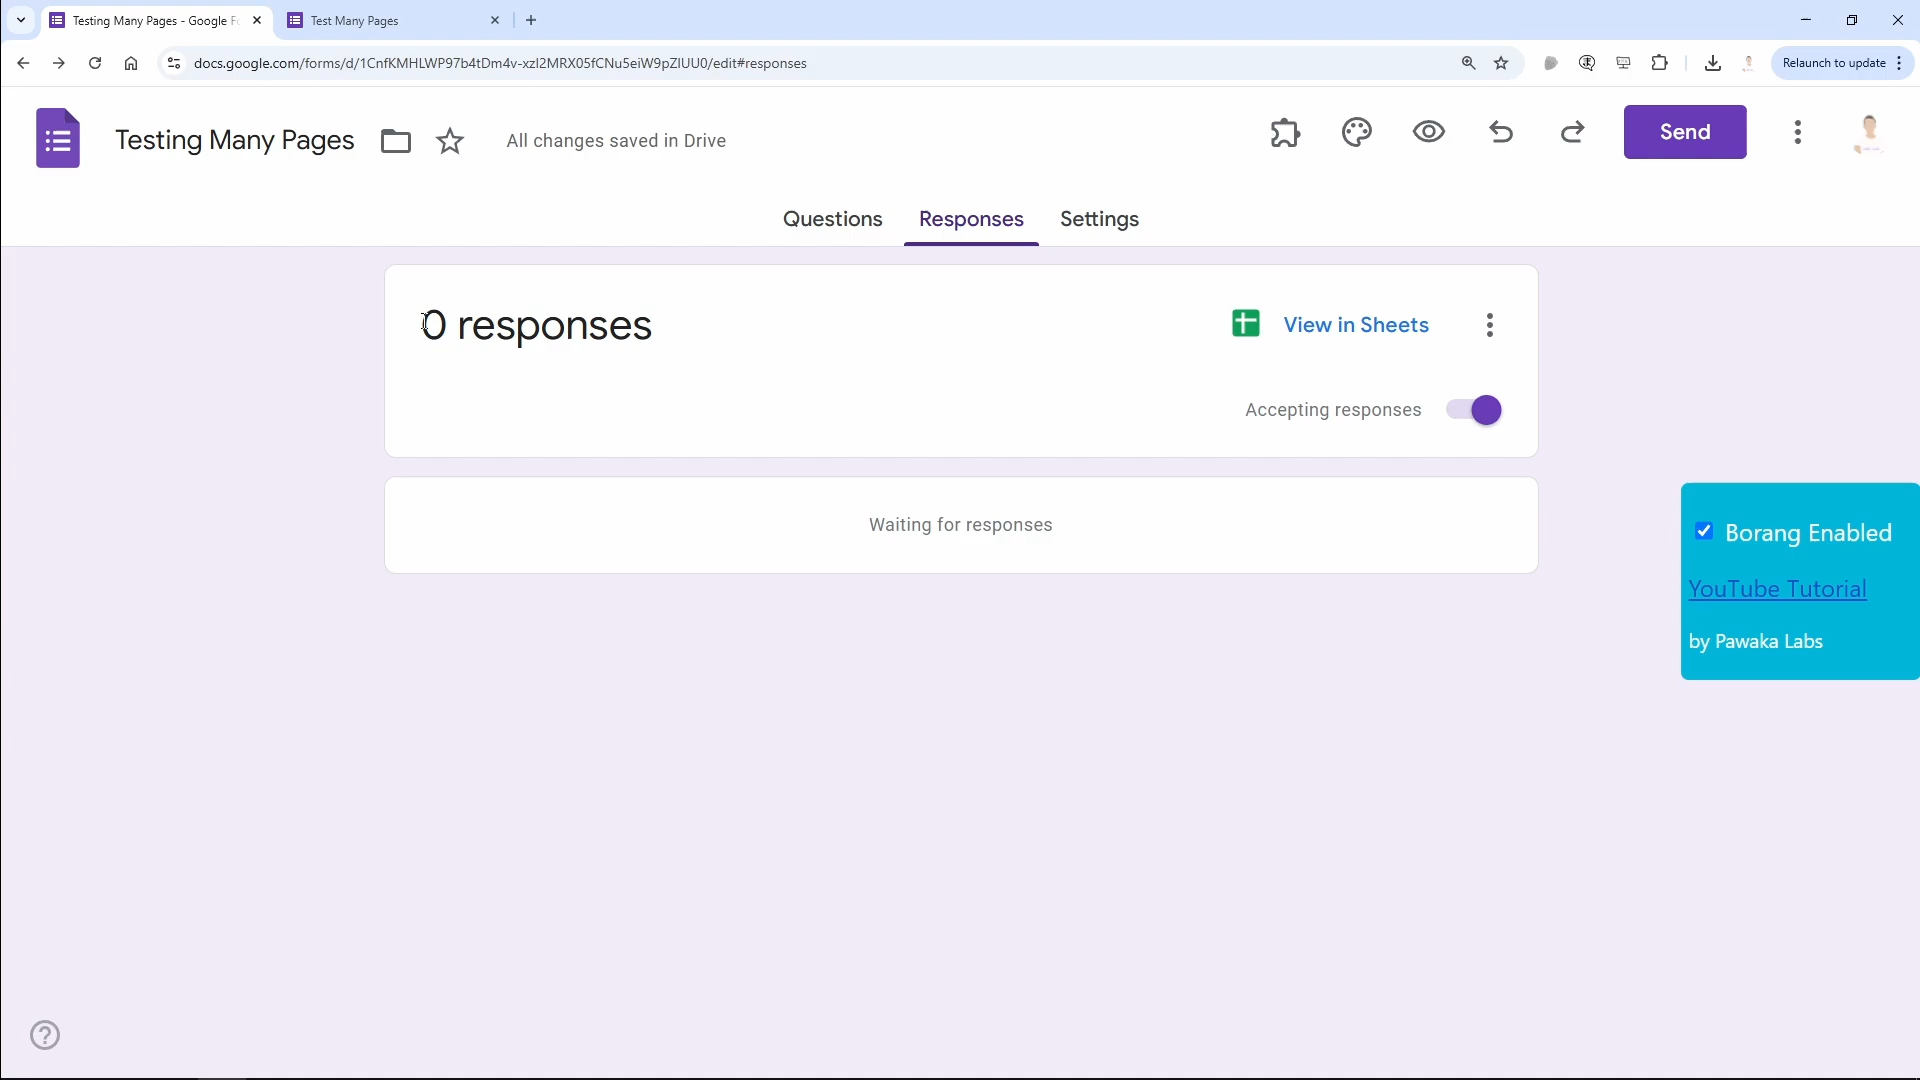 Testing Many Pages - Google Fo
Test Many Pages
docs.google.com/forms/d/1CnfKMHLWP97b4tDm4v-xzI2MRX05fCNu5eiW9pZIUU0/edit#responses
Relaunch to update
Testing Many Pages
All changes saved in Drive
Send
Questions
Responses
Settings
0 responses
View in Sheets
Accepting responses
Waiting for responses
Borang Enabled
YouTube Tutorial
by Pawaka Labs